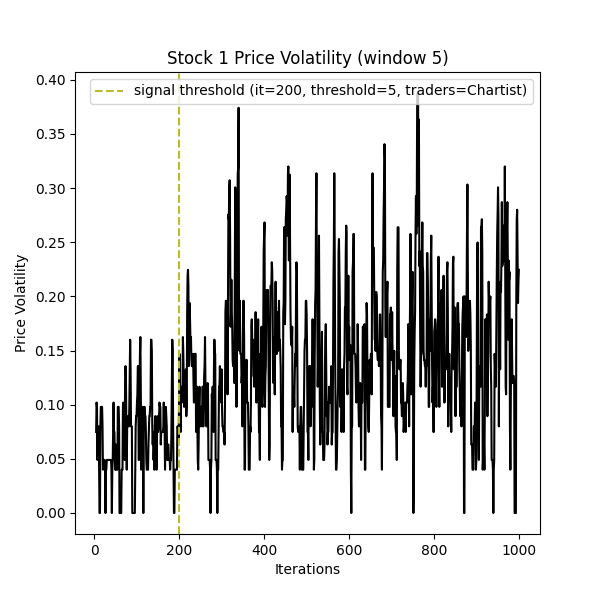 Stock 1 Price Volatility (window 5)
signal threshold (it=200, threshold=5, traders=Chartist)
Price Volatility
0.40
0.35
0.30
0.25
0.20
0.15
0.10
0.05
0.00
0 200 400 600 800 1000
Iterations